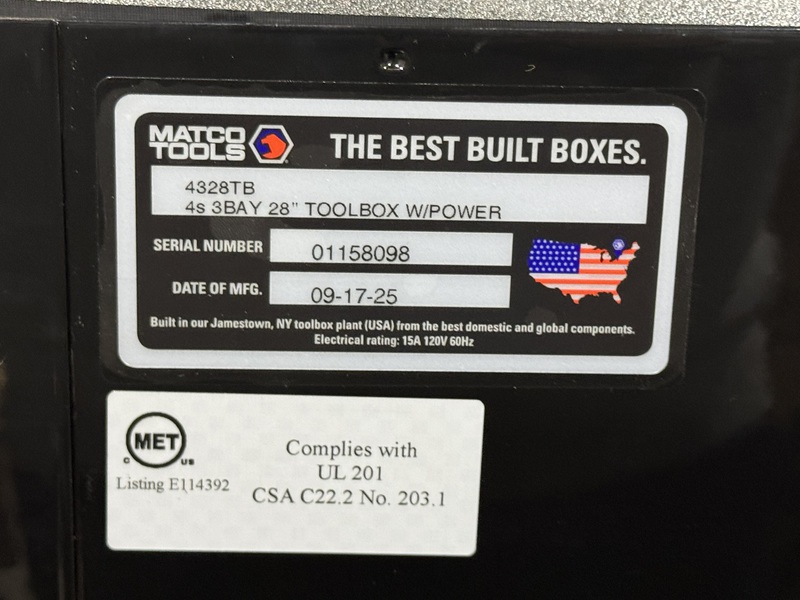 MATCO
TOOLS
THE BEST BUILT BOXES.
4328TB
4s 3BAY 28" TOOLBOX W/POWER
SERIAL NUMBER 01158098
DATE OF MFG. 09-17-25
Built in our Jamestown, NY toolbox plant (USA) from the best domestic and global components.
Electrical rating: 15A 120V 60Hz
MET
C US
Listing E114392
Complies with
UL 201
CSA C22.2 No. 203.1